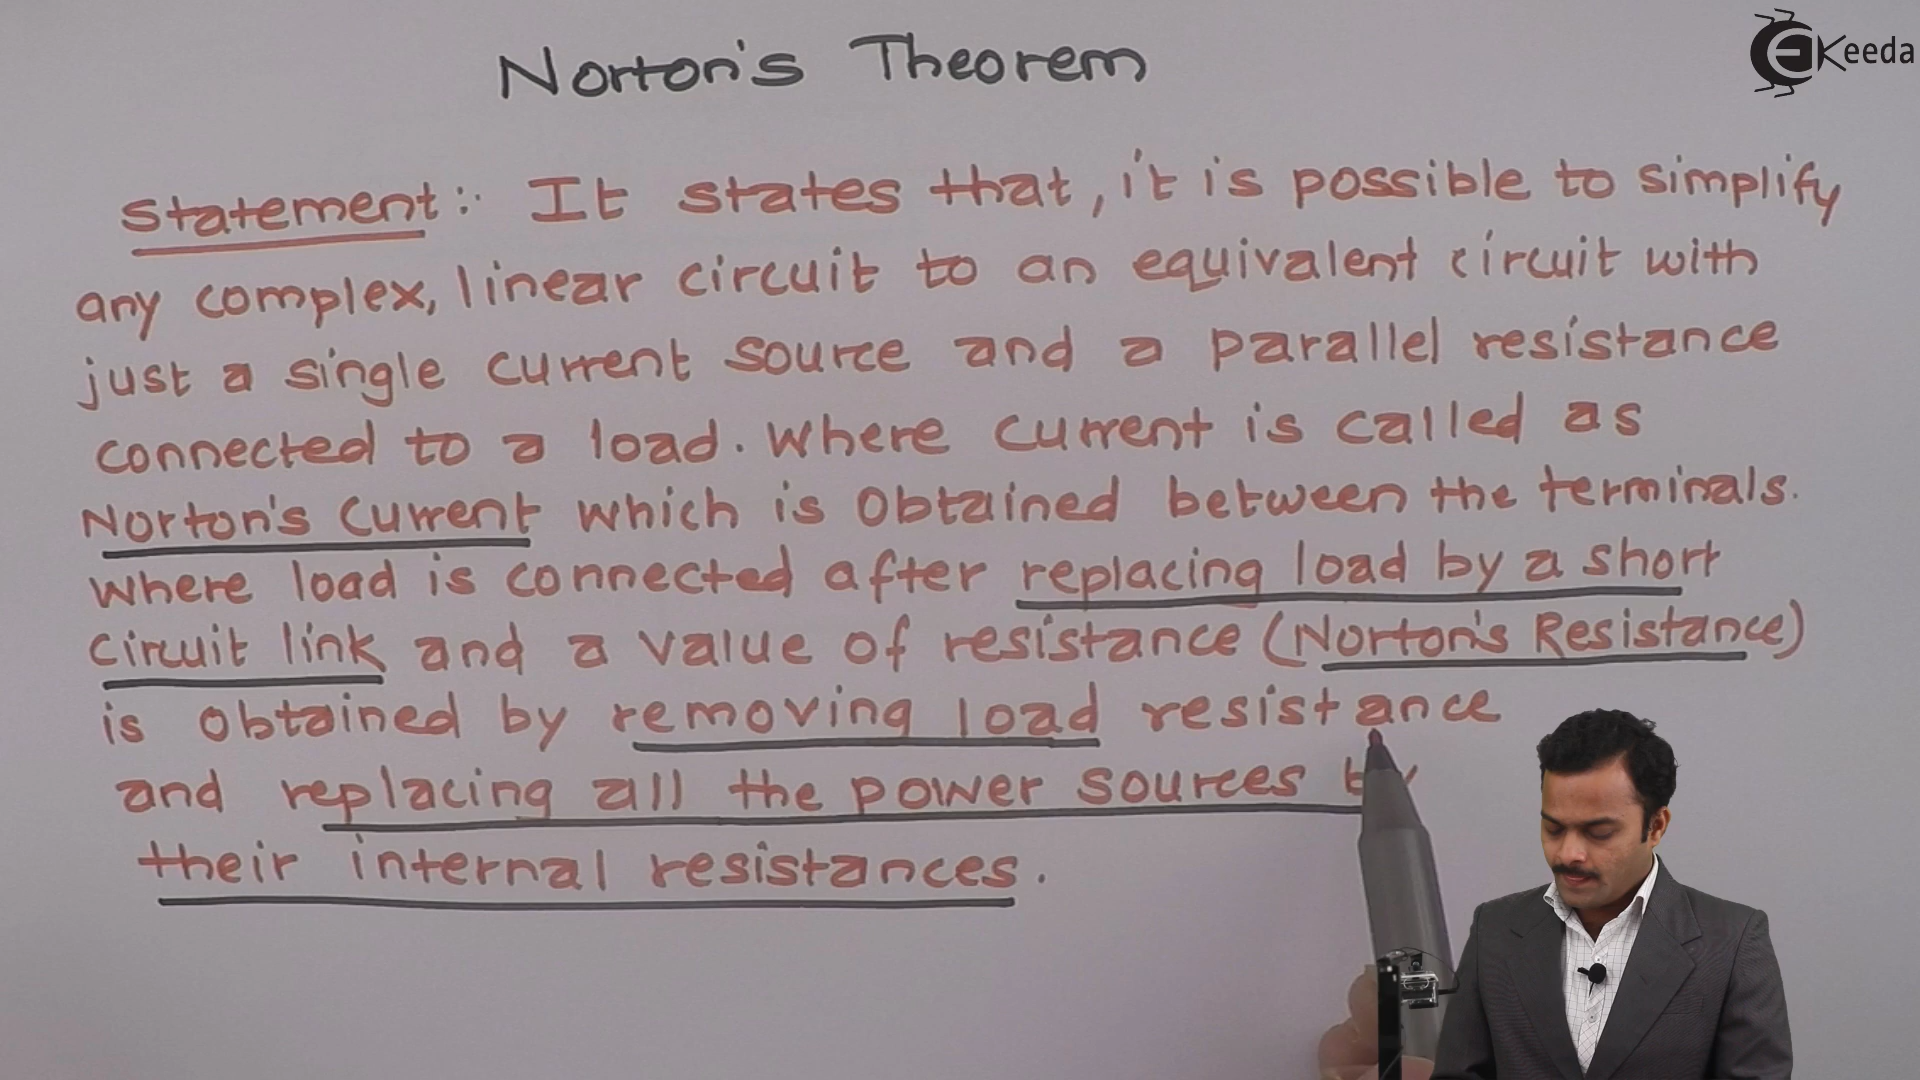 Norton's Theorem
EKeeda
Statement:- It states that, it is possible to simplify
any complex, linear circuit to an equivalent circuit with
just a single current source and a parallel resistance
connected to a load. Where current is called as
Norton's Current which is obtained between the terminals.
where load is connected after replacing load by a short
circuit link and a value of resistance (Norton's Resistance)
is obtained by removing load resistance
and replacing all the power sources by
their internal resistances.